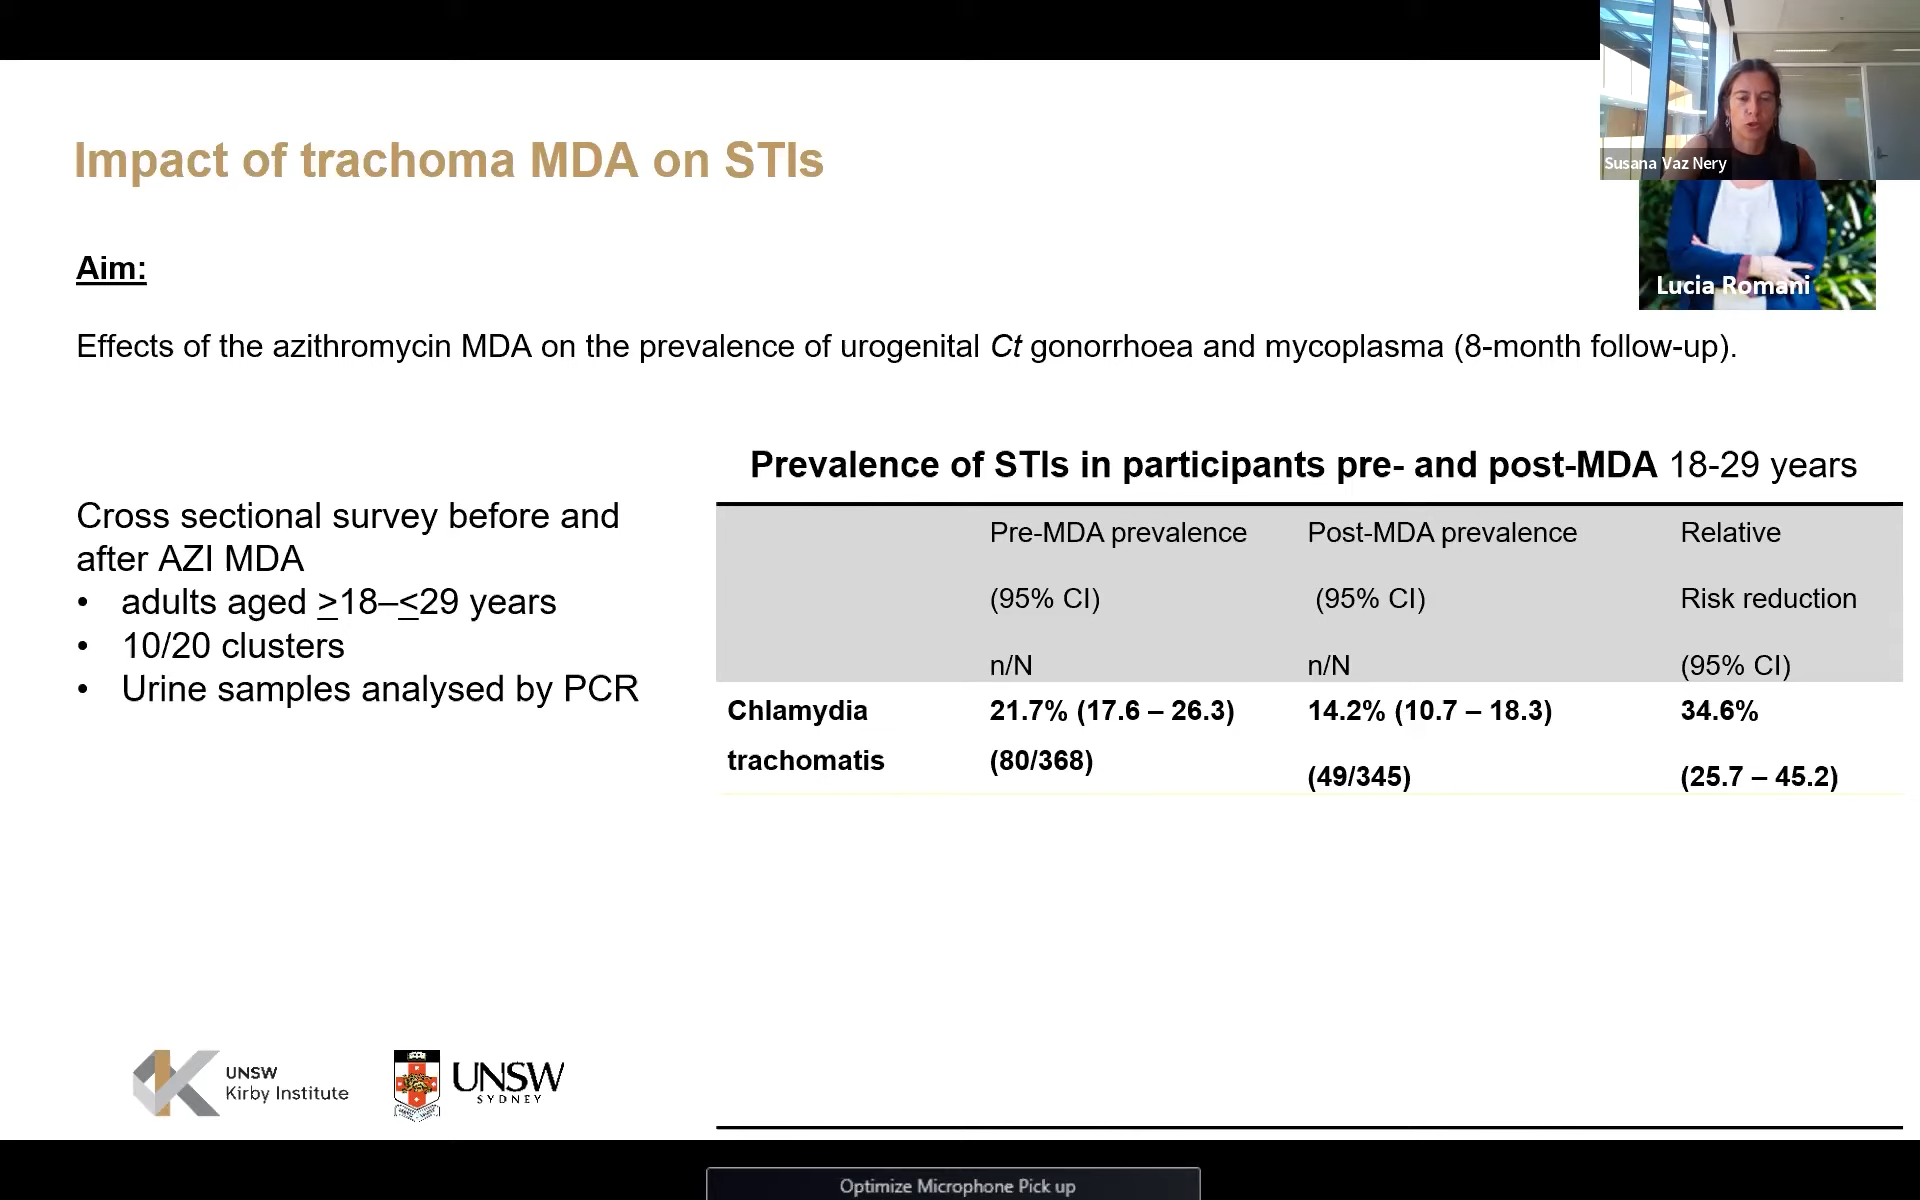 Impact of trachoma MDA on STIs
Susana Vaz Nery
Lucia Romani
Aim:
Effects of the azithromycin MDA on the prevalence of urogenital Ct gonorrhoea and mycoplasma (8-month follow-up).
Cross sectional survey before and
after AZI MDA
• adults aged ≥18–≤29 years
• 10/20 clusters
• Urine samples analysed by PCR
Prevalence of STIs in participants pre- and post-MDA 18-29 years
Pre-MDA prevalence Post-MDA prevalence Relative
(95% CI) (95% CI) Risk reduction
n/N n/N (95% CI)
Chlamydia 21.7% (17.6 – 26.3) 14.2% (10.7 – 18.3) 34.6%
trachomatis (80/368) (49/345) (25.7 – 45.2)
UNSW
Kirby Institute
UNSW
SYDNEY
Optimize Microphone Pick up